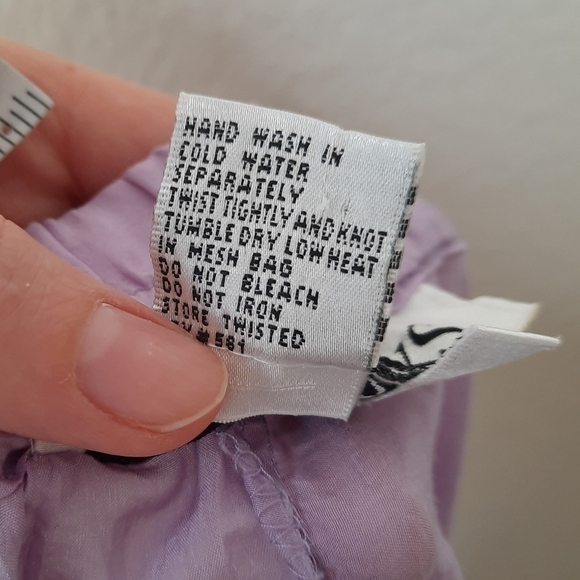 HAND WASH IN
COLD WATER
SEPARATELY
TWIST TIGHTLY AND KNOT
TUMBLE DRY LOW HEAT
IN MESH BAG
DO NOT BLEACH
DO NOT IRON
STORE TWISTED
# 581